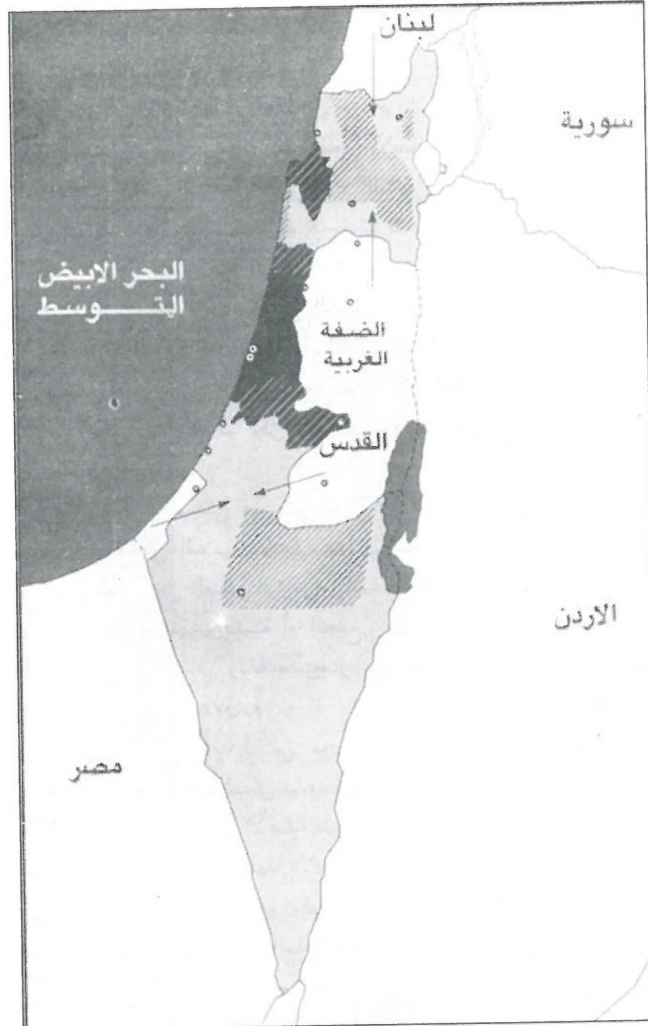 لبنان
سورية
البحر الابيض
التوسط
الضفة
الغربية
القدس
الاردن
مصر